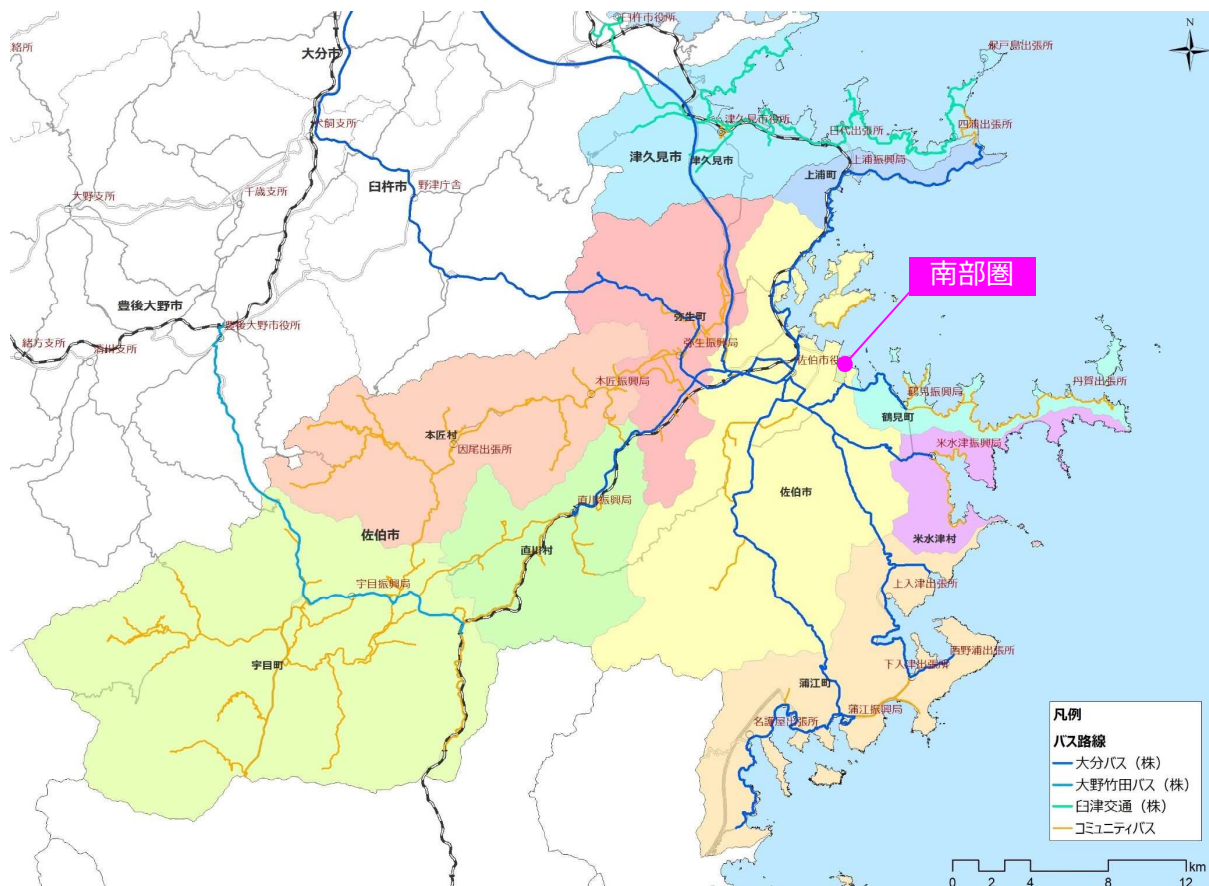 臼杵市役所
N
絡所
大分市
保戸島出張所
犬飼支所
津久見市役所
日代出張所
四浦出張所
津久見市
津久見市
上浦振興局
上浦町
臼杵市
野津庁舎
千歳支所
大野支所
南部圏
豊後大野市
豊後大野市役所
弥生町
弥生振興局
緒方支所
清川支所
佐伯市役
本匠振興局
丹賀出張所
鶴見振興局
鶴見町
米水津振興局
本匠村
因尾出張所
佐伯市
直川振興局
佐伯市
直川村
米水津村
宇目振興局
上入津出張所
西野浦出張所
宇目町
下入津出張所
蒲江町
蒲江振興局
名護屋出張所
凡例
バス路線
大分バス（株）
大野竹田バス（株）
臼津交通（株）
コミュニティバス
km
0 2 4 8 12